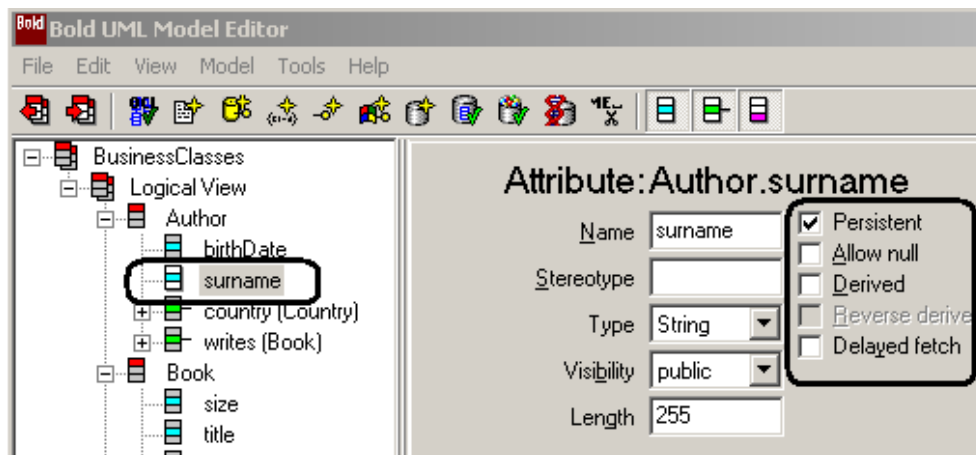 Bold Bold UML Model Editor
File Edit View Model Tools Help
BusinessClasses
Logical View
Author
birthDate
surname
country (Country)
writes (Book)
Book
size
title
Attribute: Author.surname
Name surname
Stereotype
Type String
Visibility public
Length 255
Persistent
Allow null
Derived
Reverse derive
Delayed fetch